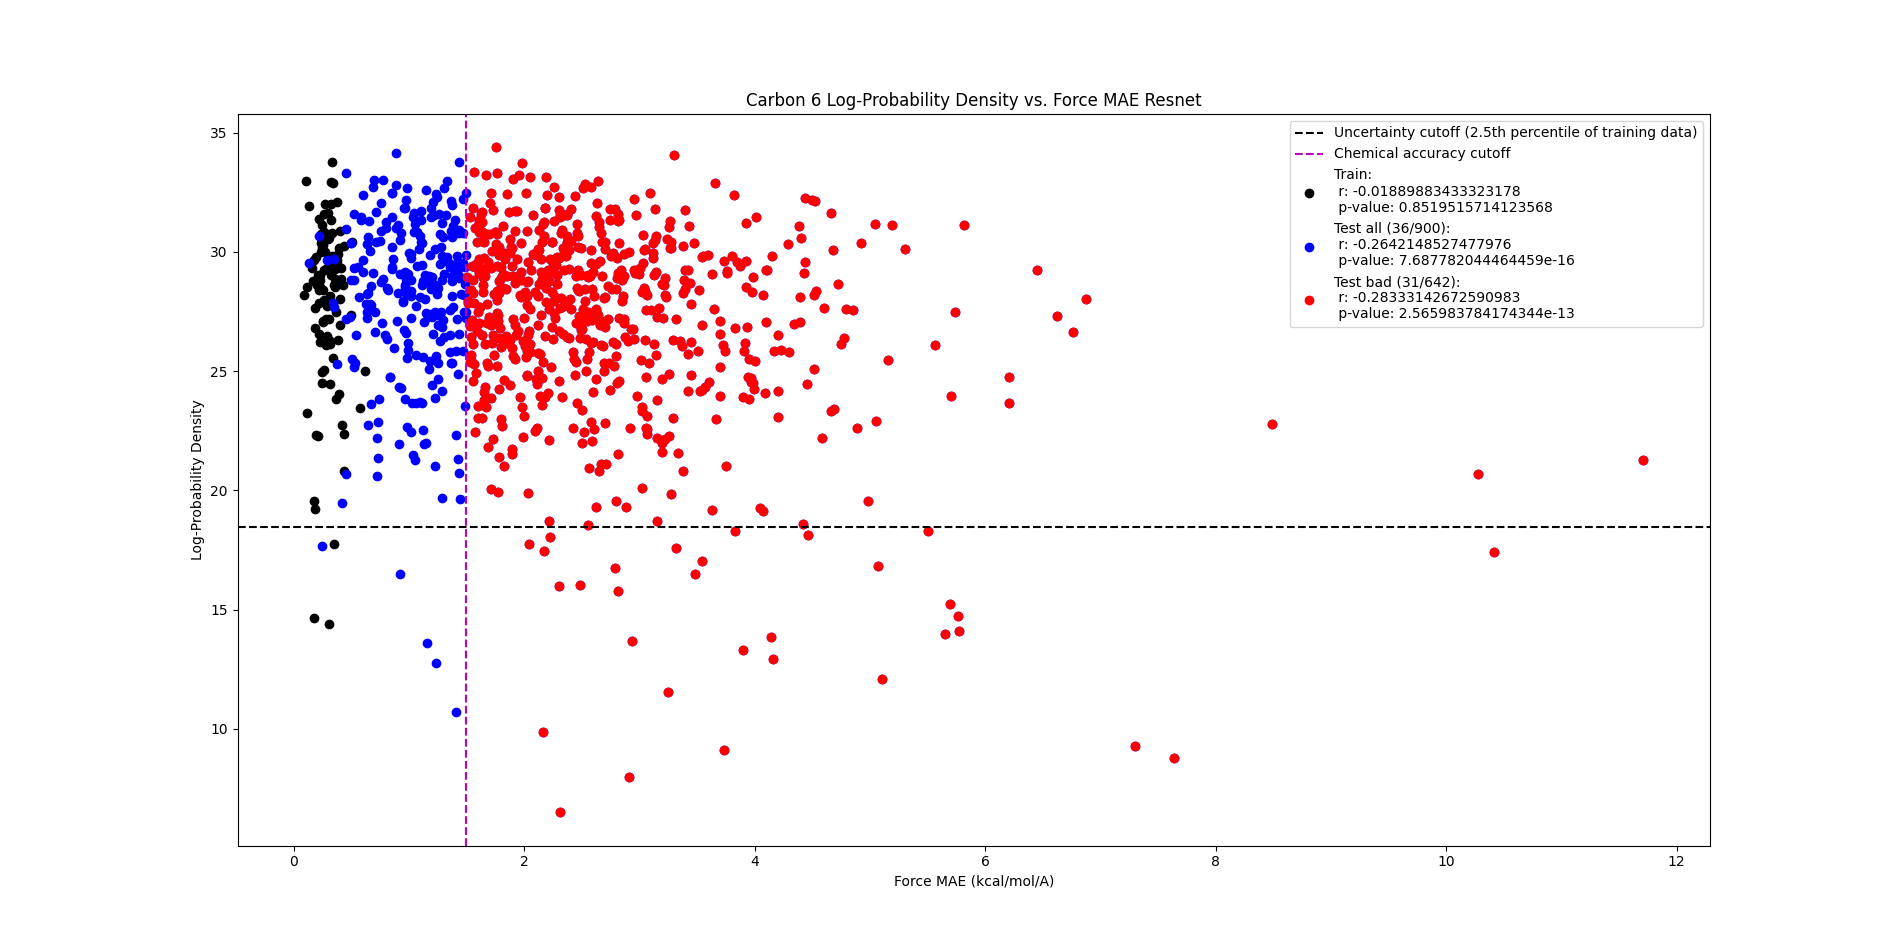 Carbon 6 Log-Probability Density vs. Force MAE Resnet
Uncertainty cutoff (2.5th percentile of training data)
Chemical accuracy cutoff
Train:
r: -0.01889883433323178
p-value: 0.8519515714123568
Test all (36/900):
r: -0.2642148527477976
p-value: 7.687782044464459e-16
Test bad (31/642):
r: -0.28333142672590983
p-value: 2.565983784174344e-13
35
30
25
20
15
10
Log-Probability Density
0
2
4
6
8
10
12
Force MAE (kcal/mol/A)